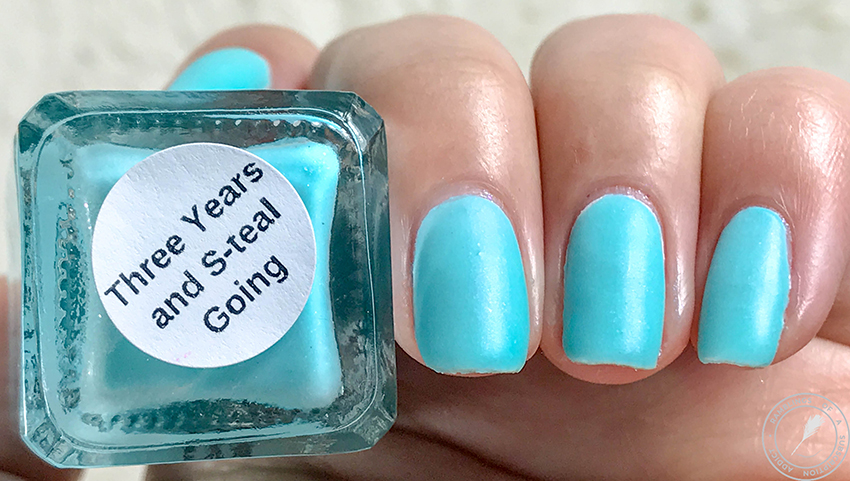 Three Years
and S-teal
Going